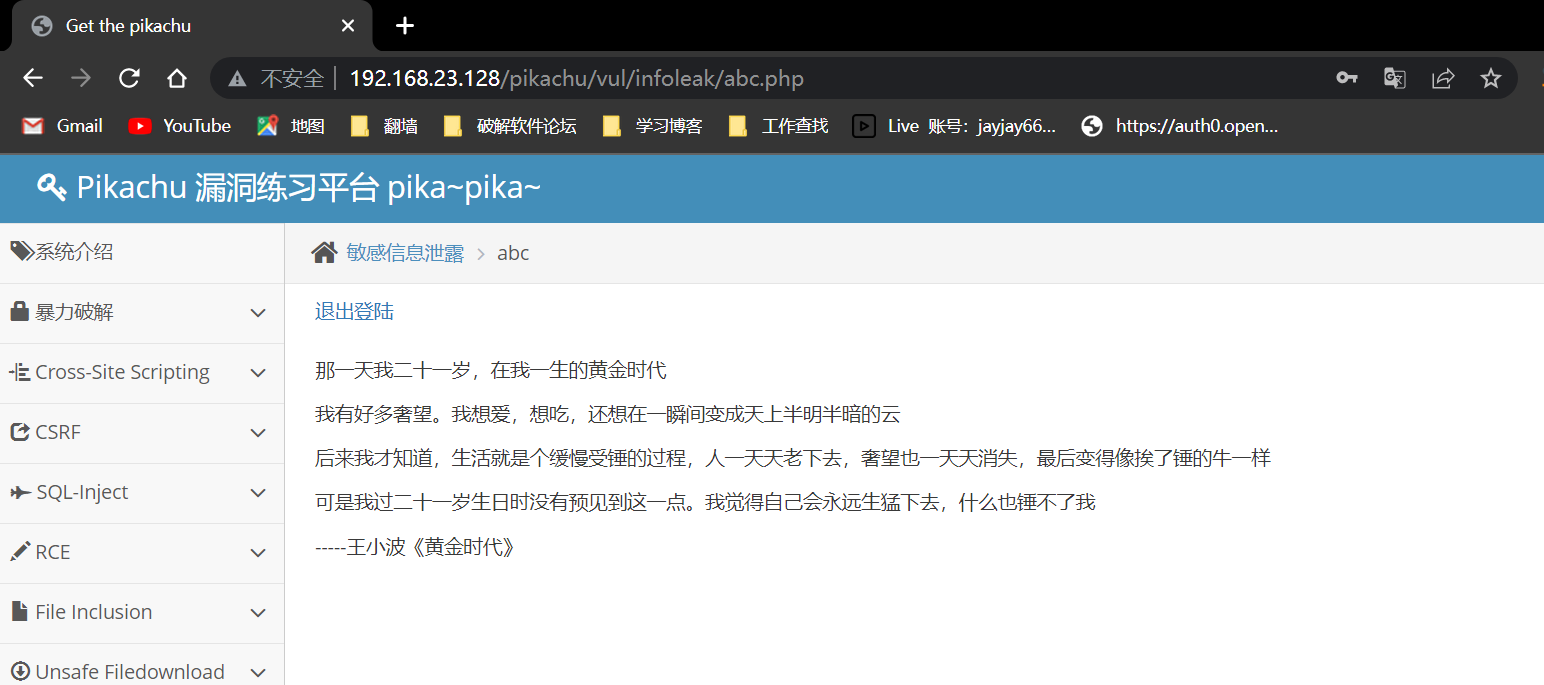 Get the pikachu
不安全 192.168.23.128/pikachu/vul/infoleak/abc.php
Gmail YouTube 地图 翻墙 破解软件论坛 学习博客 工作查找 Live 账号：jayjay66... https://auth0.open...
Pikachu 漏洞练习平台 pika~pika~
系统介绍
敏感信息泄露 abc
暴力破解
退出登陆
Cross-Site Scripting
那一天我二十一岁，在我一生的黄金时代
CSRF
我有好多奢望。我想爱，想吃，还想在一瞬间变成天上半明半暗的云
后来我才知道，生活就是个缓慢受锤的过程，人一天天老下去，奢望也一天天消失，最后变得像挨了锤的牛一样
SQL-Inject
可是我过二十一岁生日时没有预见到这一点。我觉得自己会永远生猛下去，什么也锤不了我
RCE
-----王小波《黄金时代》
File Inclusion
Unsafe Filedownload